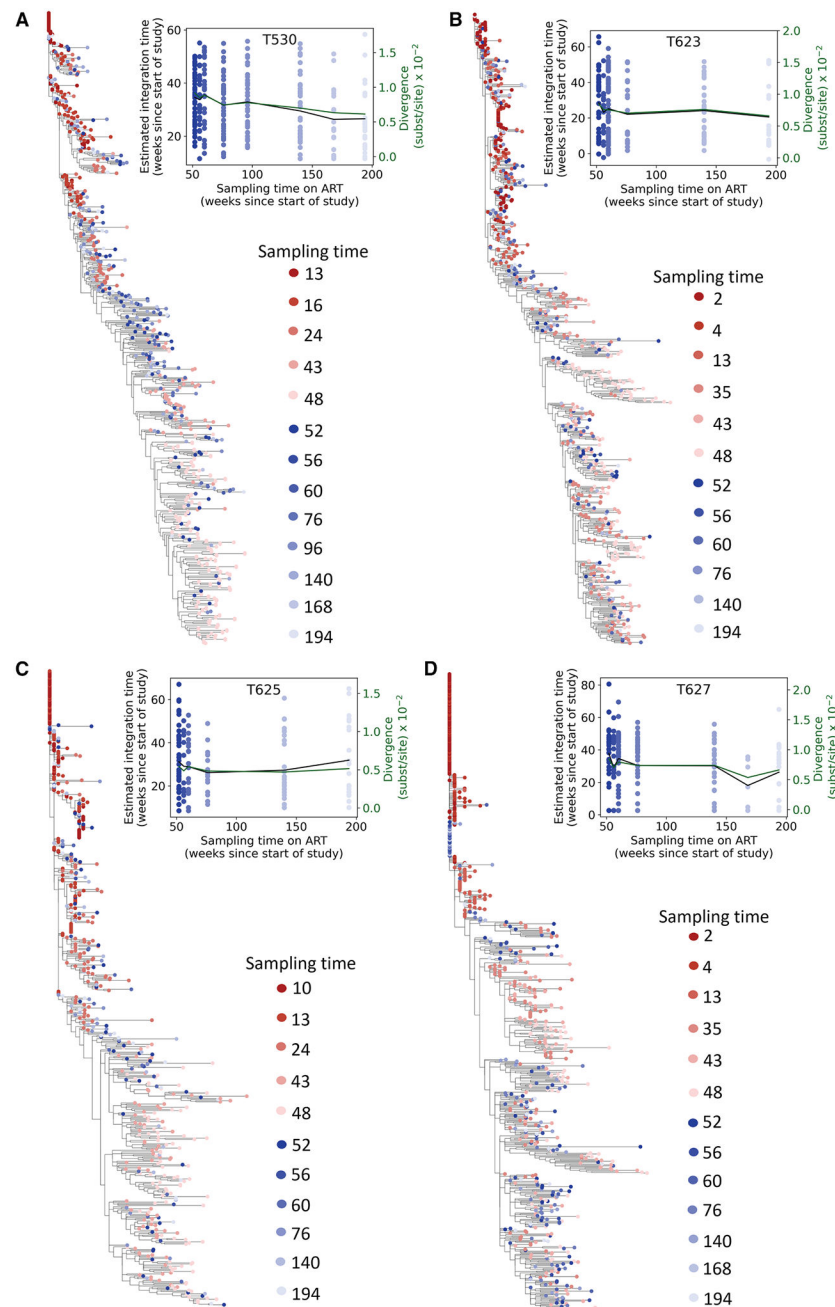 A
T530
Estimated integration time
(weeks since start of study)
60
40
20
1.5
1.0
0.5
0.0
Divergence
(subst/site) x 10⁻²
50 100 150 200
Sampling time on ART
(weeks since start of study)
Sampling time
13
16
24
43
48
52
56
60
76
96
140
168
194
B
T623
Estimated integration time
(weeks since start of study)
60
40
20
0
2.0
1.5
1.0
0.5
0.0
Divergence
(subst/site) x 10⁻²
50 100 150 200
Sampling time on ART
(weeks since start of study)
Sampling time
2
4
13
35
43
48
52
56
60
76
140
194
C
T625
Estimated integration time
(weeks since start of study)
60
40
20
1.5
1.0
0.5
0.0
Divergence
(subst/site) x 10⁻²
50 100 150 200
Sampling time on ART
(weeks since start of study)
Sampling time
10
13
24
43
48
52
56
60
76
140
194
D
T627
Estimated integration time
(weeks since start of study)
80
60
40
20
0
2.0
1.5
1.0
0.5
0.0
Divergence
(subst/site) x 10⁻²
50 100 150 200
Sampling time on ART
(weeks since start of study)
Sampling time
2
4
13
35
43
48
52
56
60
76
140
168
194